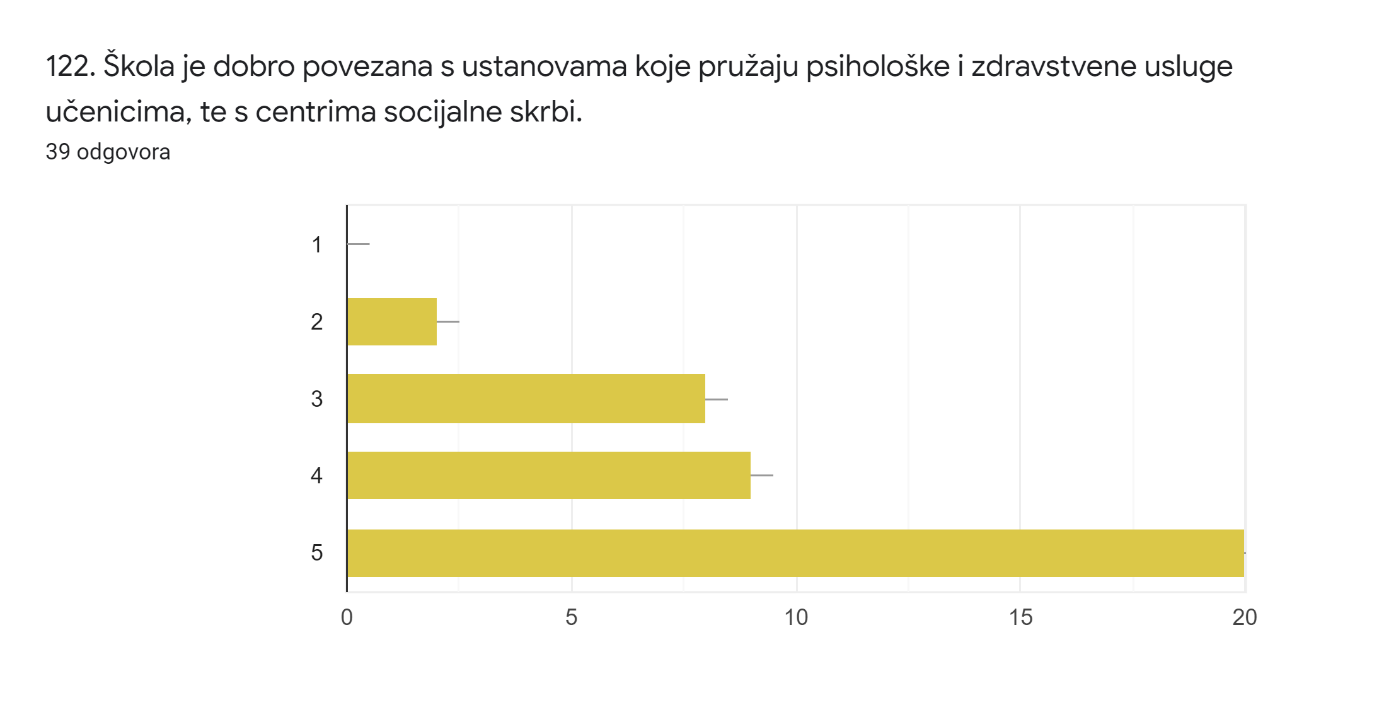 122. Škola je dobro povezana s ustanovama koje pružaju psihološke i zdravstvene usluge
učenicima, te s centrima socijalne skrbi.
39 odgovora
1
2
3
4
5
0 5 10 15 20